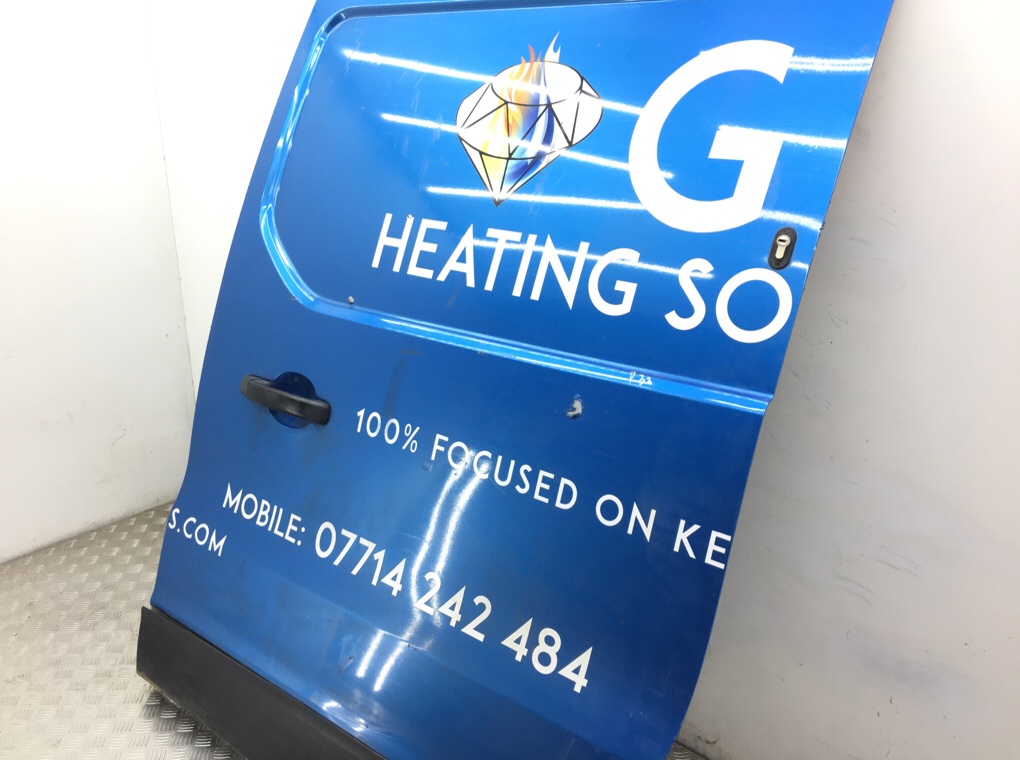 G
HEATING SO
100% FOCUSED ON KE
MOBILE: 07714 242 484
S.COM